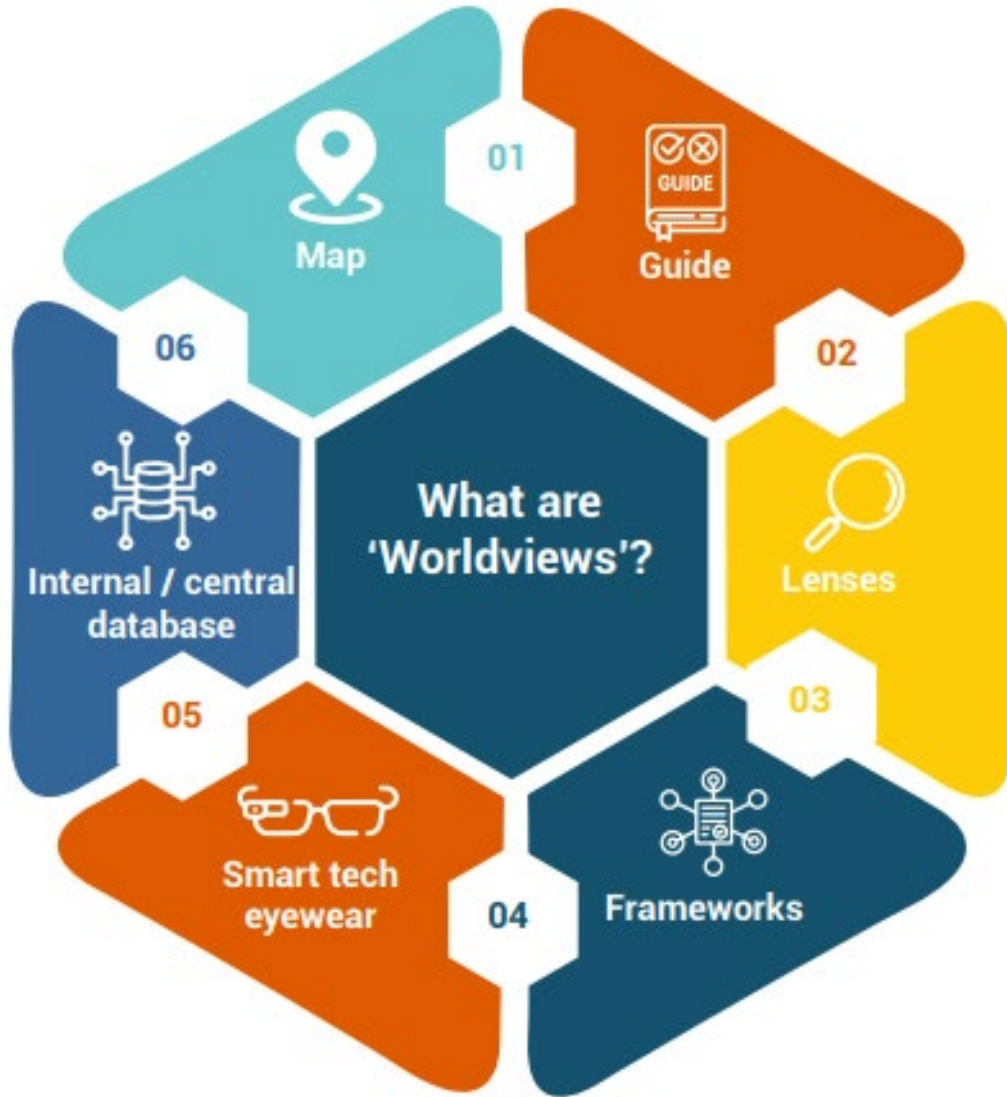 01
Map
GUIDE
Guide
02
Lenses
03
Frameworks
04
Smart tech
eyewear
05
Internal / central
database
06
What are
‘Worldviews’?